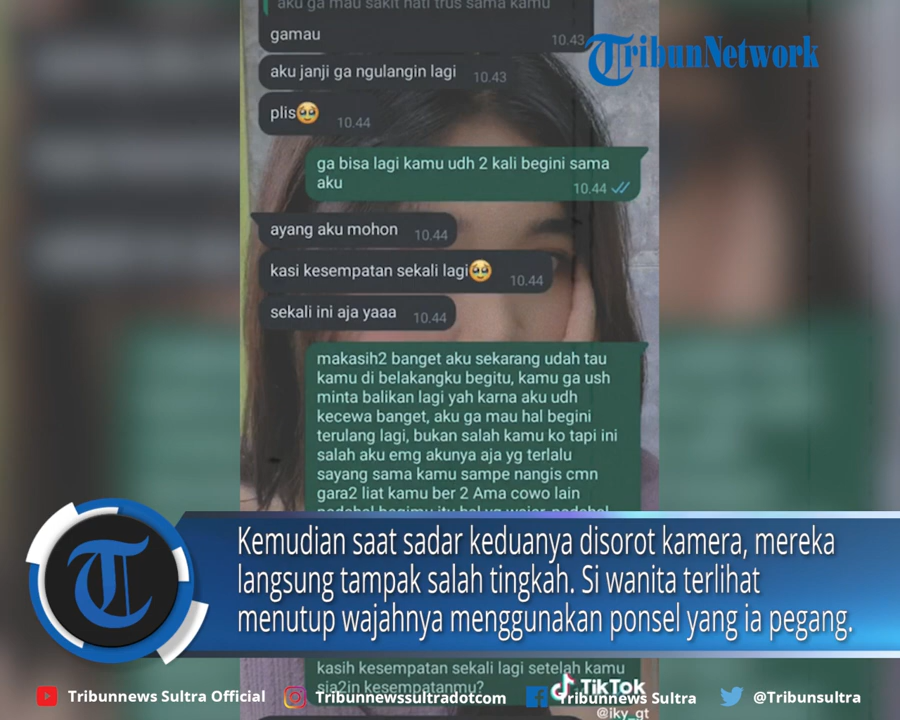 aku ga mau sakit hati trus sama kamu
gamau
10.43
TribunNetwork
aku janji ga ngulangin lagi 10.43
plis🥹 10.44
ga bisa lagi kamu udh 2 kali begini sama
aku
10.44
ayang aku mohon 10.44
kasi kesempatan sekali lagi🥹 10.44
sekali ini aja yaaa 10.44
makasih2 banget aku sekarang udah tau
kamu di belakangku begitu, kamu ga ush
minta balikan lagi yah karna aku udh
kecewa banget, aku ga mau hal begini
terulang lagi, bukan salah kamu ko tapi ini
salah aku emg akunya aja yg terlalu
sayang sama kamu sampe nangis cmn
gara2 liat kamu ber 2 Ama cowo lain
Kemudian saat sadar keduanya disorot kamera, mereka
langsung tampak salah tingkah. Si wanita terlihat
menutup wajahnya menggunakan ponsel yang ia pegang.
kasih kesempatan sekali lagi setelah kamu
sia2in kesempatanmu?
TikTok
@iky_gt
Tribunnews Sultra Official
Tribunnewssultradotcom
Tribunnews Sultra
@Tribunsultra